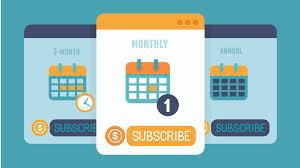 3-MONTH
MONTHLY
ANNUAL
1
$ SUBSCRIBE
$ SUBSCRIBE
$ SUBSCRIBE